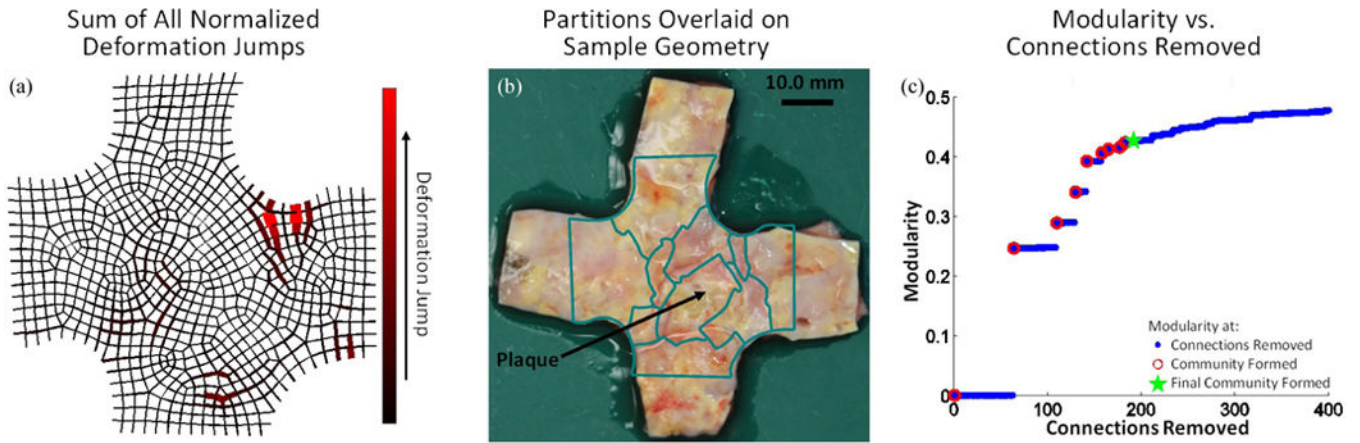 Sum of All Normalized
Deformation Jumps
(a)
Deformation Jump
Partitions Overlaid on
Sample Geometry
(b)
10.0 mm
Plaque
Modularity vs.
Connections Removed
(c)
Modularity
0.5
0.4
0.3
0.2
0.1
0
Modularity at:
Connections Removed
Community Formed
Final Community Formed
0
100
200
300
400
Connections Removed